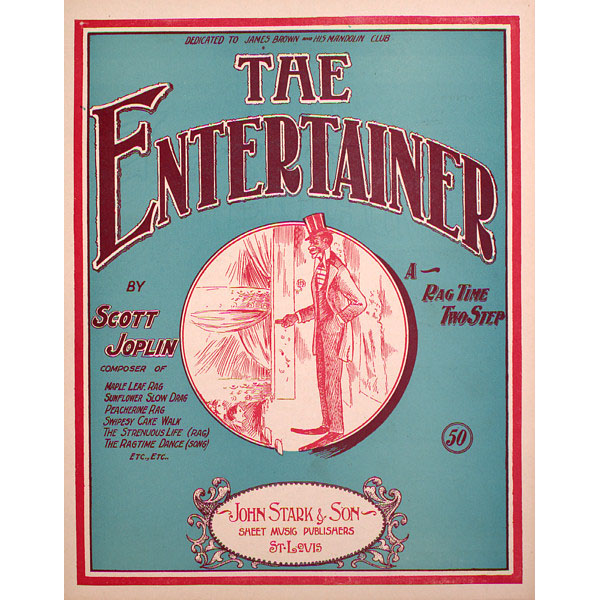 DEDICATED TO JAMES BROWN AND HIS MANDOLIN CLUB
THE
ENTERTAINER
BY
SCOTT
JOPLIN
COMPOSER OF
MAPLE LEAF RAG
SUNFLOWER SLOW DRAG
PEACHERINE RAG
SWIPESY CAKE WALK
THE STRENUOUS LIFE (RAG)
THE RAGTIME DANCE (SONG)
ETC., ETC.
A
RAG TIME
TWO STEP
50
JOHN STARK & SON
SHEET MUSIC PUBLISHERS
ST. LOUIS